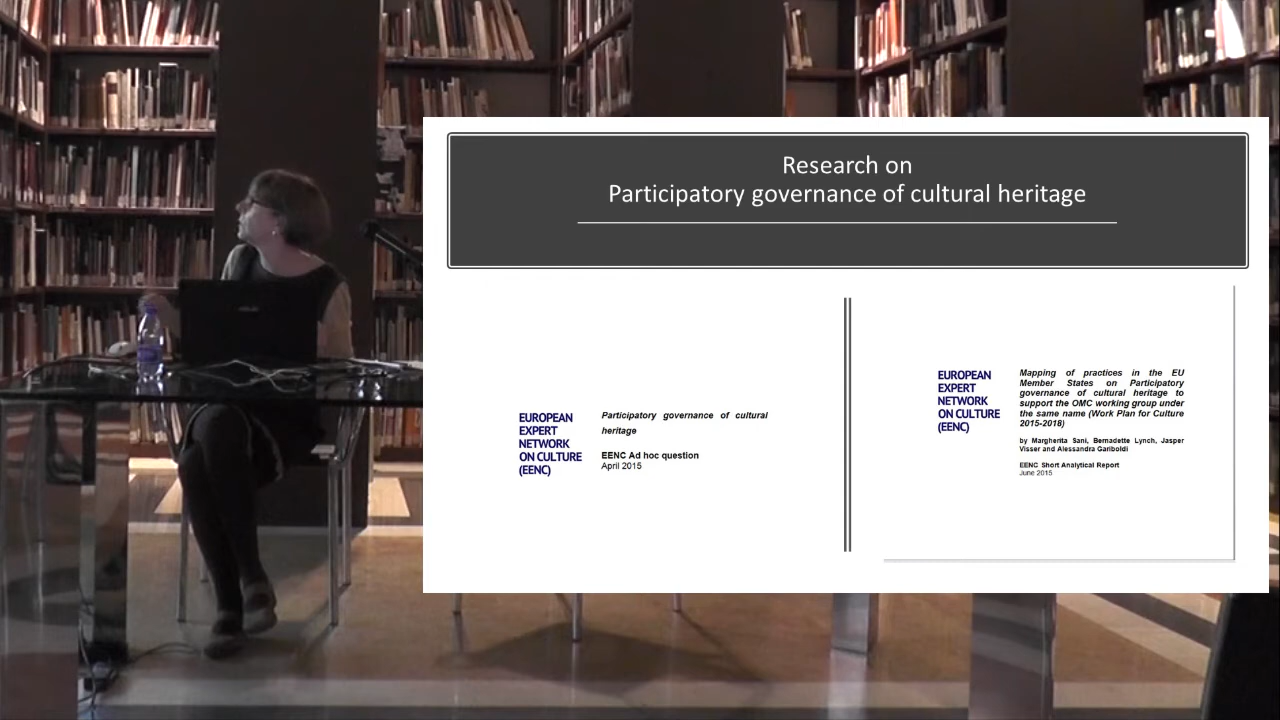 Research on
Participatory governance of cultural heritage
EUROPEAN
EXPERT
NETWORK
ON CULTURE
(EENC)
Participatory governance of cultural
heritage
EENC Ad hoc question
April 2015
EUROPEAN
EXPERT
NETWORK
ON CULTURE
(EENC)
Mapping of practices in the EU
Member States on Participatory
governance of cultural heritage to
support the OMC working group under
the same name (Work Plan for Culture
2015-2018)
by Margherita Sani, Bernadette Lynch, Jasper
Visser and Alessandra Gariboldi
EENC Short Analytical Report
June 2015